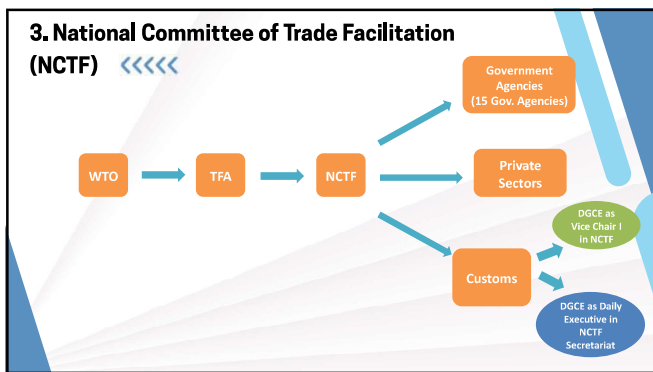 3. National Committee of Trade Facilitation
(NCTF)
Government
Agencies
(15 Gov. Agencies)
WTO
TFA
NCTF
Private
Sectors
DGCE as
Vice Chair I
in NCTF
Customs
DGCE as Daily
Executive in
NCTF
Secretariat